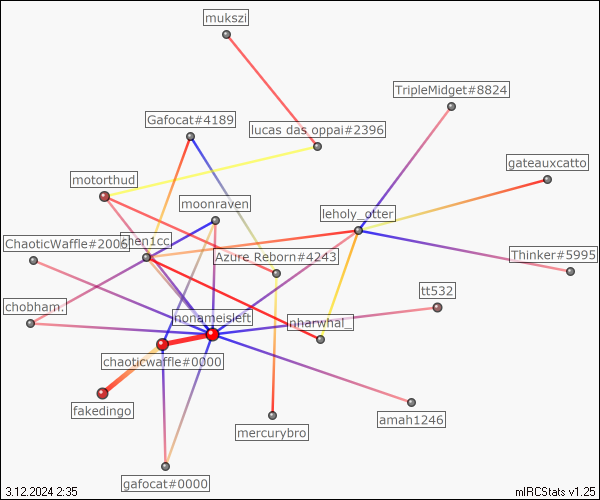 mukszi
TripleMidget#8824
Gafocat#4189
lucas das oppai#2396
gateauxcatto
motorthud
moonraven
leholy_otter
ChaoticWaffle#2006
hen1cc
Azure Reborn#4243
Thinker#5995
tt532
chobham.
nonameisleft
nharwhal_
chaoticwaffle#0000
fakedingo
amah1246
mercurybro
gafocat#0000
3.12.2024 2:35
mIRCStats v1.25